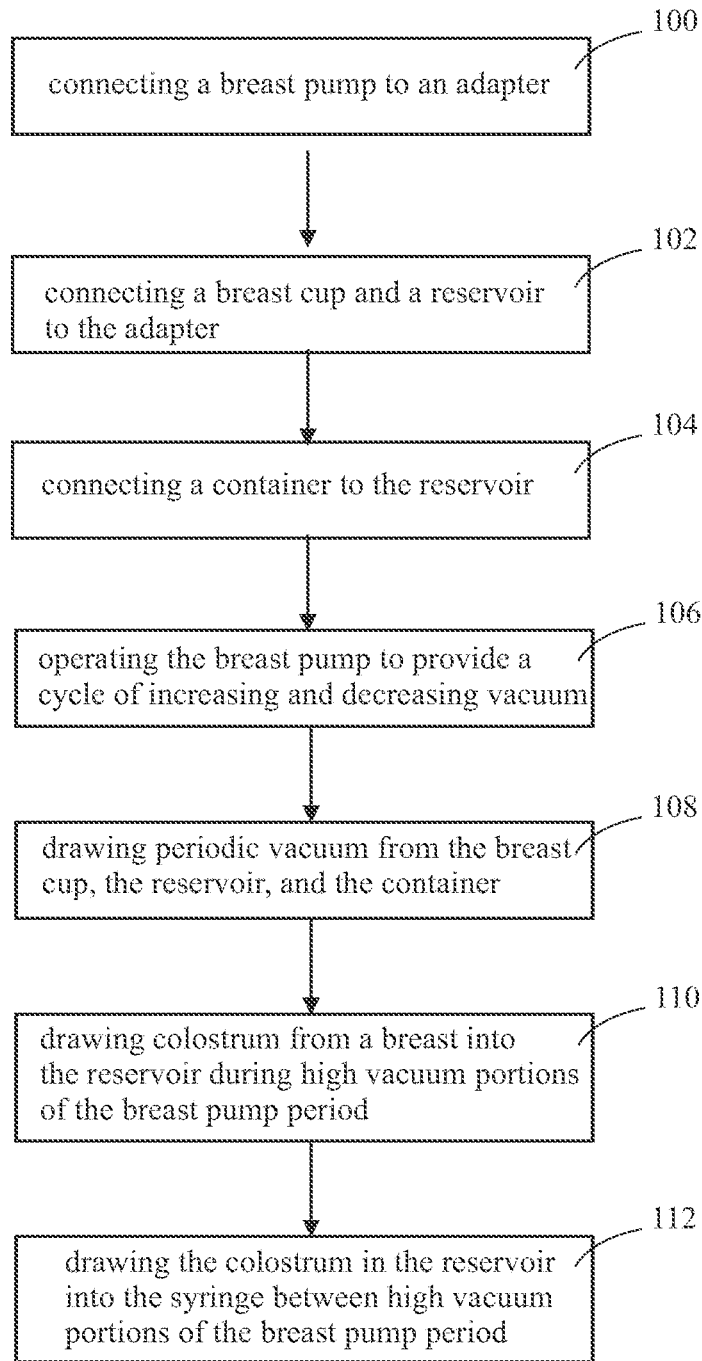 100
connecting a breast pump to an adapter
102
connecting a breast cup and a reservoir
to the adapter
104
connecting a container to the reservoir
106
operating the breast pump to provide a
cycle of increasing and decreasing vacuum
108
drawing periodic vacuum from the breast
cup, the reservoir, and the container
110
drawing colostrum from a breast into
the reservoir during high vacuum portions
of the breast pump period
112
drawing the colostrum in the reservoir
into the syringe between high vacuum
portions of the breast pump period